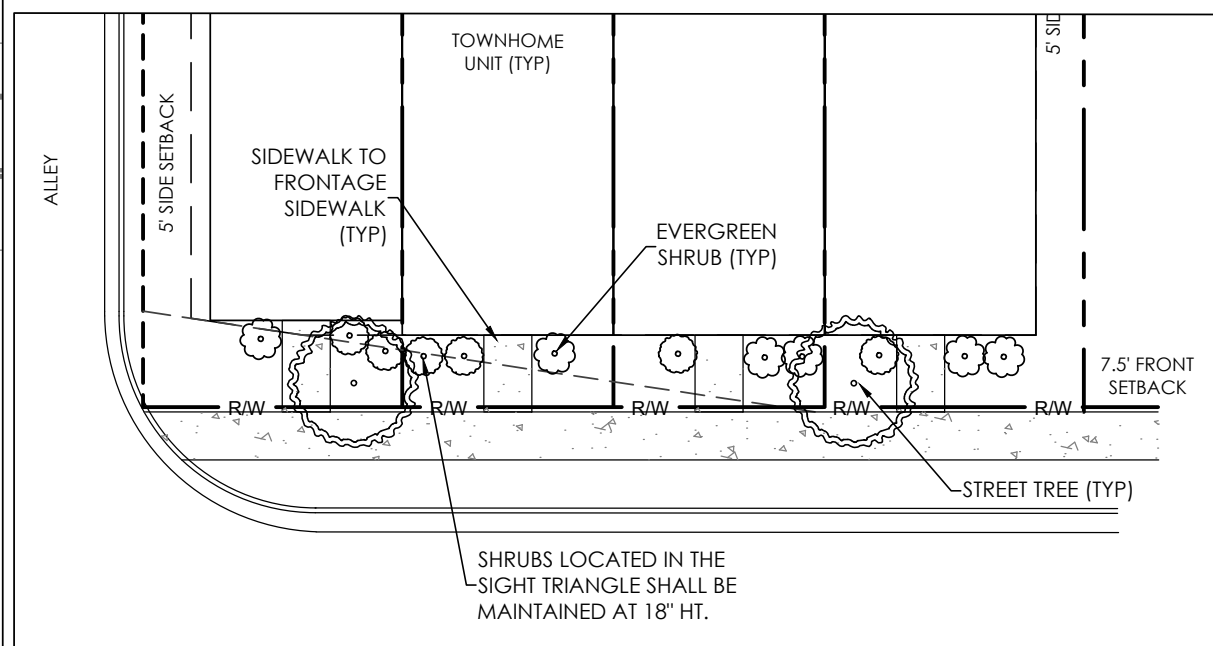 TOWNHOME
UNIT (TYP)
5' SID
ALLEY
5' SIDE SETBACK
SIDEWALK TO
FRONTAGE
SIDEWALK
(TYP)
EVERGREEN
SHRUB (TYP)
7.5' FRONT
SETBACK
R/W
R/W
R/W
R/W
R/W
STREET TREE (TYP)
SHRUBS LOCATED IN THE
SIGHT TRIANGLE SHALL BE
MAINTAINED AT 18" HT.